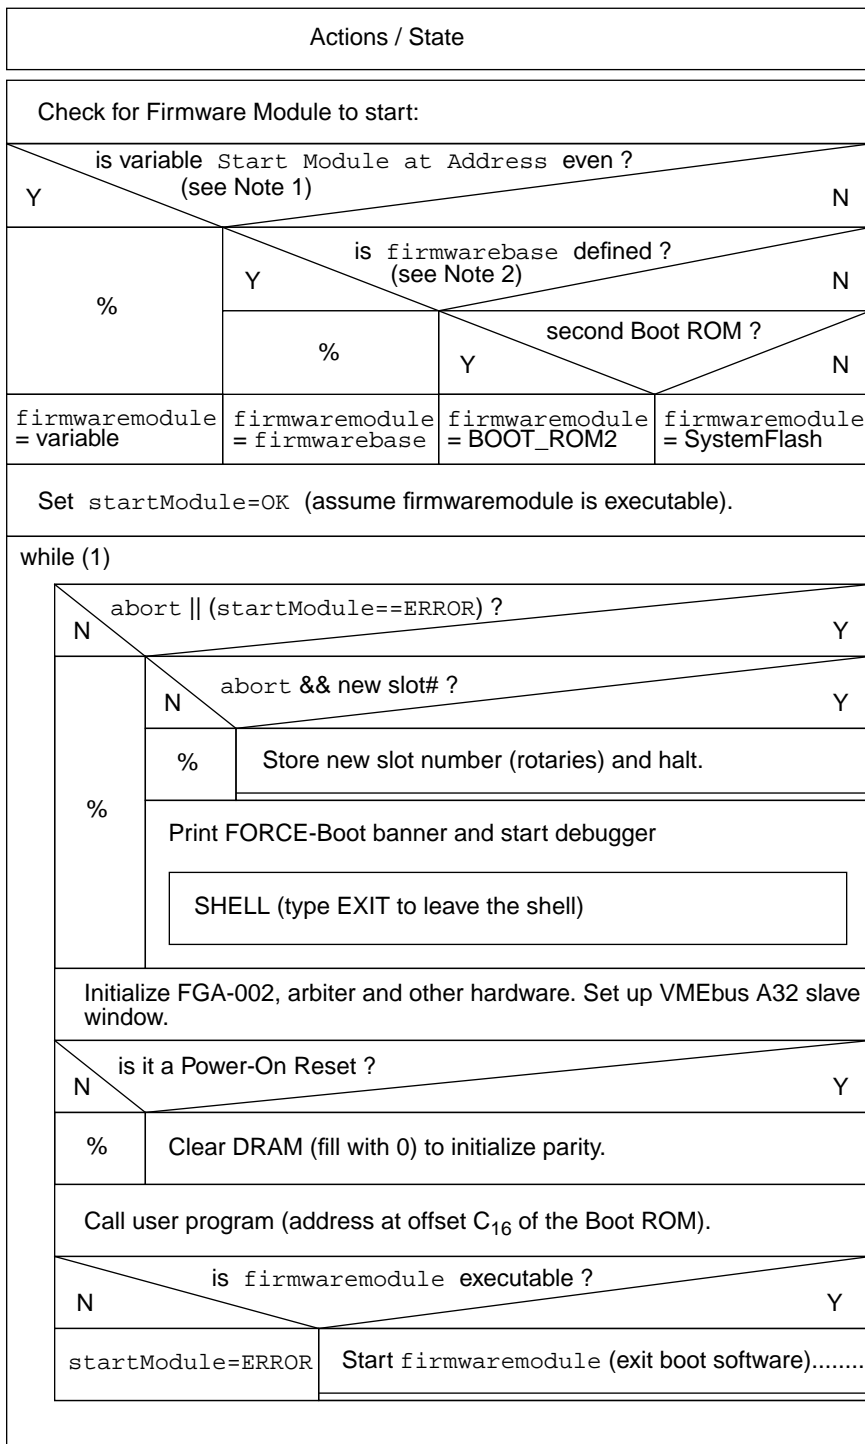 Actions / State
Check for Firmware Module to start:
is variable Start Module at Address even ?
(see Note 1)
Y
N
is firmwarebase defined ?
(see Note 2)
Y
N
%
second Boot ROM ?
%
Y
N
firmwaremodule
= variable
firmwaremodule
= firmwarebase
firmwaremodule
= BOOT_ROM2
firmwaremodule
= SystemFlash
Set startModule=OK (assume firmwaremodule is executable).
while (1)
abort || (startModule==ERROR) ?
N
Y
abort && new slot# ?
N
Y
%
Store new slot number (rotaries) and halt.
%
Print FORCE-Boot banner and start debugger
SHELL (type EXIT to leave the shell)
Initialize FGA-002, arbiter and other hardware. Set up VMEbus A32 slave
window.
is it a Power-On Reset ?
N
Y
%
Clear DRAM (fill with 0) to initialize parity.
Call user program (address at offset C16 of the Boot ROM).
is firmwaremodule executable ?
N
Y
startModule=ERROR
Start firmwaremodule (exit boot software)........